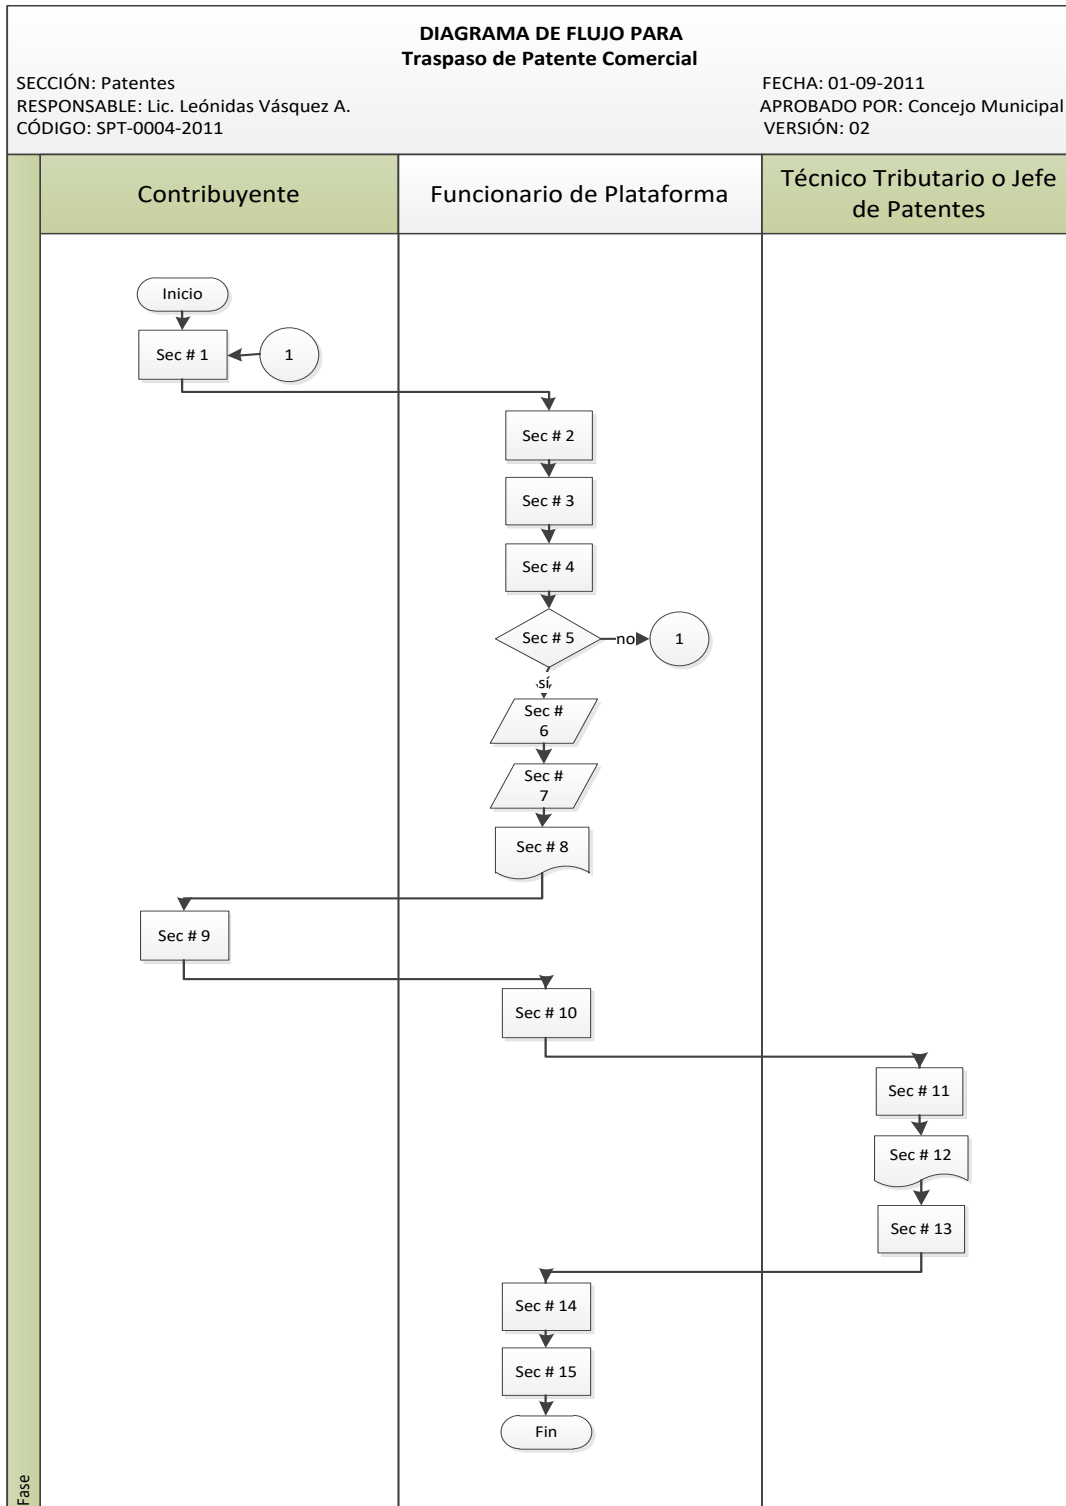 DIAGRAMA DE FLUJO PARA
Traspaso de Patente Comercial
SECCIÓN: Patentes
FECHA: 01-09-2011
RESPONSABLE: Lic. Leónidas Vásquez A.
APROBADO POR: Concejo Municipal
CÓDIGO: SPT-0004-2011
VERSIÓN: 02
Contribuyente
Funcionario de Plataforma
Técnico Tributario o Jefe
de Patentes
Inicio
Sec # 1
1
Sec # 2
Sec # 3
Sec # 4
Sec # 5
no
1
sí
Sec #
6
Sec #
7
Sec # 8
Sec # 9
Sec # 10
Sec # 11
Sec # 12
Sec # 13
Sec # 14
Sec # 15
Fin
Fase